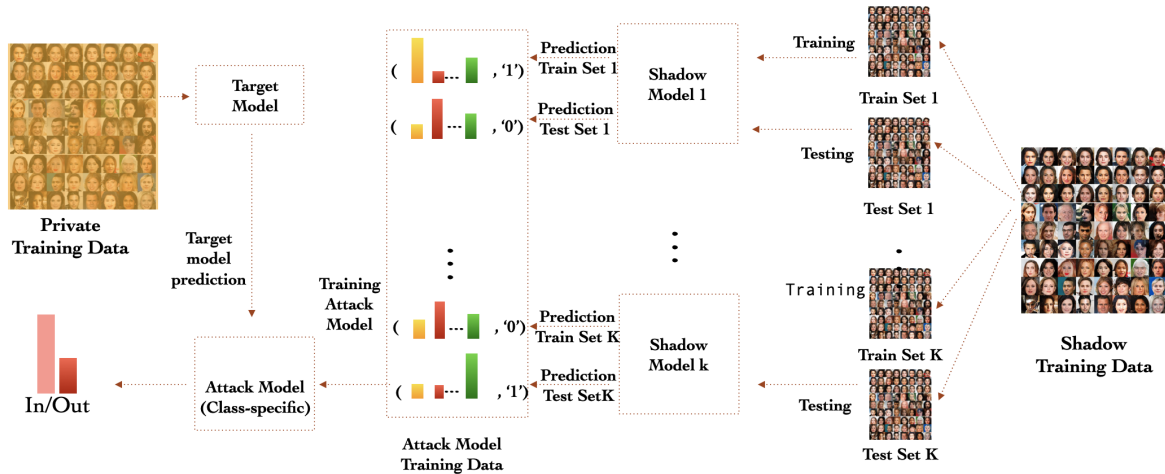 Private
Training Data
Target
Model
Target
model
prediction
In/Out
Attack Model
(Class-specific)
Training
Attack
Model
( ... , ‘1’)
( --- , ‘0’)
( --- , ‘0’)
( ... , ‘1’)
Attack Model
Training Data
Prediction
Train Set 1
Prediction
Test Set 1
Prediction
Train Set K
Prediction
Test SetK
Shadow
Model 1
Shadow
Model k
Training
Testing
Training
Testing
Train Set 1
Test Set 1
Train Set K
Test Set K
Shadow
Training Data